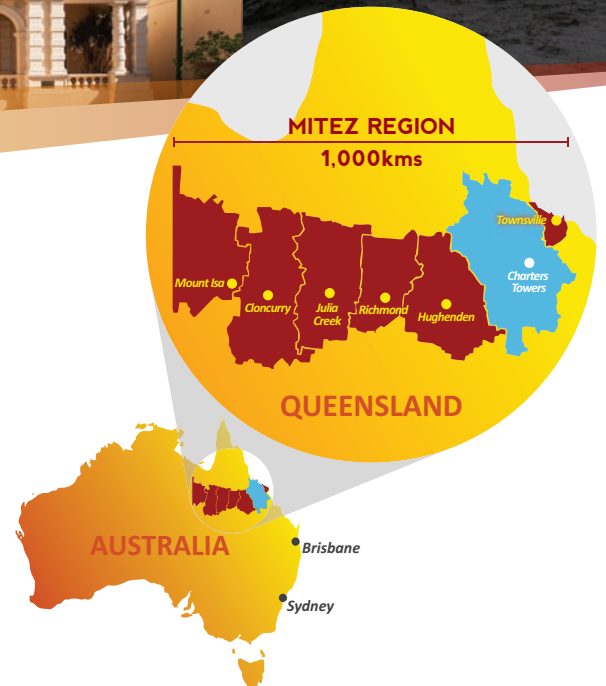 MITEZ REGION
1,000kms
Townsville
Charters
Towers
Mount Isa
Cloncurry
Julia
Creek
Richmond
Hughenden
QUEENSLAND
AUSTRALIA
Brisbane
Sydney